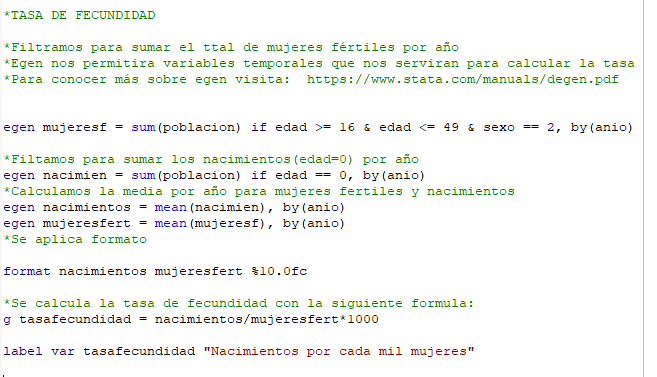 *TASA DE FECUNDIDAD
*Filtramos para sumar el ttal de mujeres fértiles por año
*Egen nos permitira variables temporales que nos serviran para calcular la tasa
*Para conocer más sobre egen visita:  https://www.stata.com/manuals/degen.pdf
egen mujeresf = sum(poblacion) if edad >= 16 & edad <= 49 & sexo == 2, by(anio)
*Filtamos para sumar los nacimientos(edad=0) por año
egen nacimien = sum(poblacion) if edad == 0, by(anio)
*Calculamos la media por año para mujeres fertiles y nacimientos
egen nacimientos = mean(nacimien), by(anio)
egen mujeresfert = mean(mujeresf), by(anio)
*Se aplica formato
format nacimientos mujeresfert %10.0fc
*Se calcula la tasa de fecundidad con la siguiente formula:
g tasafecundidad = nacimientos/mujeresfert*1000
label var tasafecundidad "Nacimientos por cada mil mujeres"